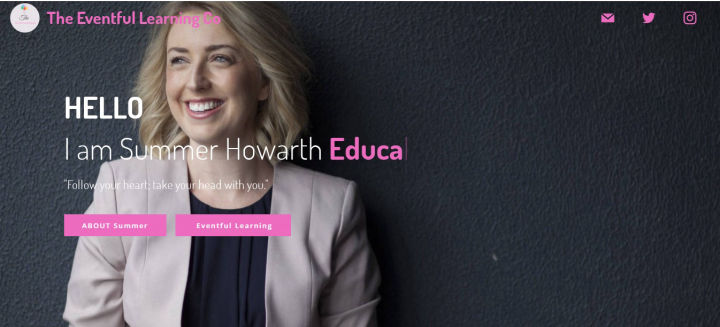 The Eventful Learning Co
HELLO
I am Summer Howarth Educa
"Follow your heart; take your head with you."
ABOUT Summer
Eventful Learning